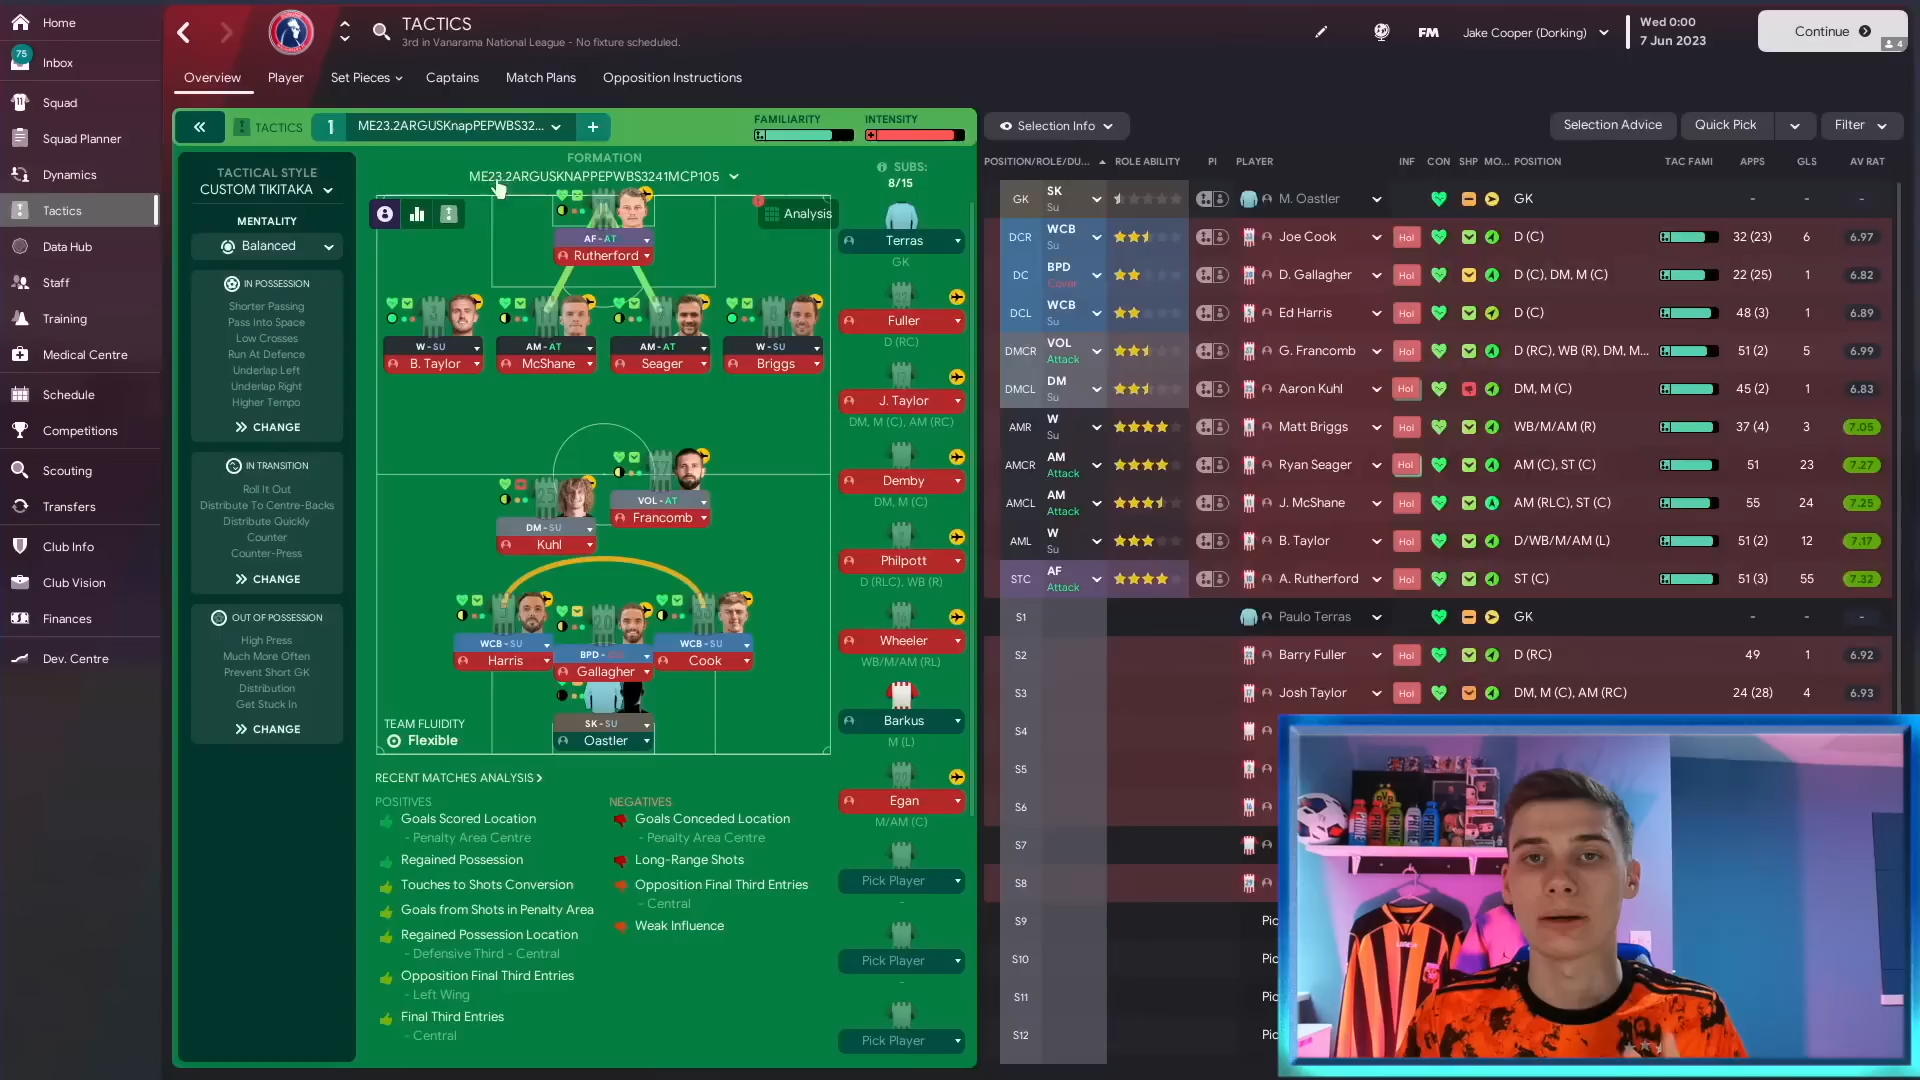 Home
75
Inbox
Squad
Squad Planner
Dynamics
Tactics
Data Hub
Staff
Training
Medical Centre
Schedule
Competitions
Scouting
Transfers
Club Info
Club Vision
Finances
Dev. Centre
TACTICS
3rd in Vanarama National League - No fixture scheduled.
FM
Jake Cooper (Dorking)
Wed 0:00
7 Jun 2023
Continue
4
Overview Player Set Pieces Captains Match Plans Opposition Instructions
TACTICS 1 ME23.2ARGUSKnapPEPWBS32... +
FAMILIARITY INTENSITY
TACTICAL STYLE
CUSTOM TIKITAKA
MENTALITY
Balanced
IN POSSESSION
Shorter Passing
Pass Into Space
Low Crosses
Run At Defence
Underlap Left
Underlap Right
Higher Tempo
CHANGE
IN TRANSITION
Roll It Out
Distribute To Centre-Backs
Distribute Quickly
Counter
Counter-Press
CHANGE
OUT OF POSSESSION
High Press
Much More Often
Prevent Short GK
Distribution
Get Stuck In
CHANGE
FORMATION
ME23.2ARGUSKNAPPEPWBS3241MCP105
Analysis
AF - AT
Rutherford
W - SU AM - AT AM - AT W - SU
B. Taylor McShane Seager Briggs
VOL - AT
Francomb
25
DM - SU
Kuhl
WCB - SU BPD - WCB - SU
Harris Gallagher Cook
20
SK - SU
Oastler
TEAM FLUIDITY
Flexible
SUBS:
8/15
Terras
GK
Fuller
D (RC)
J. Taylor
DM, M (C), AM (RC)
Demby
DM, M (C)
Philpott
D (RLC), WB (R)
Wheeler
WB/M/AM (RL)
Barkus
M (L)
Egan
M/AM (C)
Pick Player
-
Pick Player
-
Pick Player
RECENT MATCHES ANALYSIS
POSITIVES
Goals Scored Location
- Penalty Area Centre
Regained Possession
Touches to Shots Conversion
Goals from Shots in Penalty Area
Regained Possession Location
- Defensive Third - Central
Opposition Final Third Entries
- Left Wing
Final Third Entries
- Central
NEGATIVES
Goals Conceded Location
- Penalty Area Centre
Long-Range Shots
Opposition Final Third Entries
- Central
Weak Influence
Selection Info Selection Advice Quick Pick Filter
POSITION/ROLE/DU... ROLE ABILITY PI PLAYER INF CON SHP MO... POSITION TAC FAMI APPS GLS AV RAT
GK SK Su M. Oastler GK - - -
DCR WCB Su Joe Cook Hol D (C) 32 (23) 6 6.97
DC BPD Cover D. Gallagher Hol D (C), DM, M (C) 22 (25) 1 6.82
DCL WCB Su Ed Harris Hol D (C) 48 (3) 1 6.89
DMCR VOL Attack G. Francomb Hol D (RC), WB (R), DM, M... 51 (2) 5 6.99
DMCL DM Su Aaron Kuhl Hol DM, M (C) 45 (2) 1 6.83
AMR W Su Matt Briggs Hol WB/M/AM (R) 37 (4) 3 7.05
AMCR AM Attack Ryan Seager Hol AM (C), ST (C) 51 23 7.27
AMCL AM Attack J. McShane Hol AM (RLC), ST (C) 55 24 7.25
AML W Su B. Taylor Hol D/WB/M/AM (L) 51 (2) 12 7.17
STC AF Attack A. Rutherford Hol ST (C) 51 (3) 55 7.32
S1 Paulo Terras GK - - -
S2 Barry Fuller Hol D (RC) 49 1 6.92
S3 Josh Taylor Hol DM, M (C), AM (RC) 24 (28) 4 6.93
S4
S5
S6
S7
S8
S9 Pic
S10 Pic
S11 Pic
S12 Pic